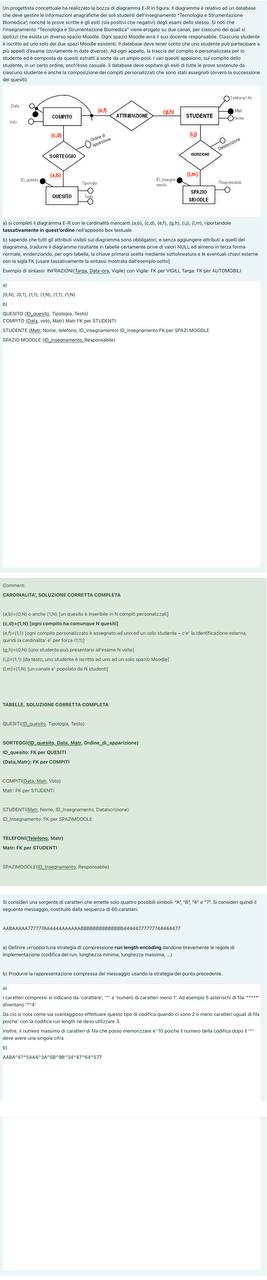 Un progettista concettuale ha realizzato la bozza di diagramma E-R in figura. Il diagramma è relativo ad un database
che deve gestire le informazioni anagrafiche dei soli studenti dell'insegnamento "Tecnologia e Strumentazione
Biomedica", nonché le prove scritte e gli esiti (sia positivi che negativi) degli esami dello stesso. Si noti che
l'insegnamento "Tecnologia e Strumentazione Biomedica" viene erogato su due canali, per ciascuno dei quali si
ipotizzi che esista un diverso spazio Moodle. Ogni spazio Moodle avrà il suo docente responsabile. Ciascuno studente
è iscritto ad uno solo dei due spazi Moodle esistenti. Il database deve tener conto che uno studente può partecipare a
più appelli d'esame (ovviamente in date diverse). Ad ogni appello, la traccia del compito è personalizzata per lo
studente ed è composta da quesiti estratti a sorte da un ampio pool. I vari quesiti appaiono, sul compito dello
studente, in un certo ordine, anch'esso casuale. Il database deve ospitare gli esiti di tutte le prove sostenute da
ciascuno studente e anche la composizione dei compiti personalizzati che sono stati assegnati (ovvero la successione
dei quesiti).
Data
Voto
COMPITO
(e,f)
ATTRIBUZIONE
(g,h)
STUDENTE
Telefono(1,N)
Matr
Nome
(c,d)
Ordine_di
apparizione
SORTEGGIO
(i,j)
ISCRIZIONE
DataIscrizione
(a,b)
ID_quesito
Tipologia
QUESITO
Testo
(l,m)
ID_Insegna
mento
Responsabile
SPAZIO
MOODLE
a) si completi il diagramma E-R con le cardinalità mancanti (a,b), (c,d), (e,f), (g,h), (i,j), (l,m), riportandole
tassativamente in quest'ordine nell'apposito box testuale
b) sapendo che tutti gli attributi visibili sul diagramma sono obbligatori, e senza aggiungere attributi a quelli del
diagramma, tradurre il diagramma risultante in tabelle certamente prive di valori NULL ed almeno in terza forma
normale, evidenziando, per ogni tabella, la chiave primaria scelta mediante sottolineatura e le eventuali chiavi esterne
con la sigla FK [usare tassativamente la sintassi mostrata dall'esempio sotto]
Esempio di sintassi: INFRAZIONI(Targa, Data-ora, Vigile) con Vigile: FK per VIGILI, Targa: FK per AUTOMOBILI
a)
(0,N), (0,1), (1,1), (1,N), (1,1), (1,N)
b)
QUESITO (ID_quesito, Tipologia, Testo)
COMPITO (Data, voto, Matr) Matr FK per STUDENTI
STUDENTE (Matr, Nome, telefono, ID_insegnamento) ID_insegnamento FK per SPAZI MOODLE
SPAZIO MOODLE (ID_insegnamento, Responsabile)
Comment:
CARDINALITA', SOLUZIONE CORRETTA COMPLETA
(a,b)=(0,N) o anche (1,N) [un quesito è inseribile in N compiti personalizzati]
(c,d)=(1,N) [ogni compito ha comunque N quesiti]
(e,f)=(1,1) [ogni compito personalizzato è assegnato ad uno ed un solo studente – c'e' la identificazione esterna,
quindi la cardinalita' e' per forza (1,1)]
(g,h)=(0,N) [uno studente può presentarsi all'esame N volte]
(i,j)=(1,1) [da testo, uno studente è iscritto ad uno ed un solo spazio Moodle]
(l,m)=(1,N) [un canale e' popolato da N studenti]
TABELLE, SOLUZIONE CORRETTA COMPLETA
QUESITI(ID_quesito, Tipologia, Testo)
SORTEGGI(ID_quesito, Data, Matr, Ordine_di_apparizione)
ID_quesito: FK per QUESITI
{Data,Matr}: FK per COMPITI
COMPITI(Data, Matr, Voto)
Matr: FK per STUDENTI
STUDENTI(Matr, Nome, ID_Insegnamento, DataIscrizione)
ID_Insegnamento: FK per SPAZIMOODLE
TELEFONI(Telefono, Matr)
Matr: FK per STUDENTI
SPAZIMOODLE(ID_Insegnamento, Responsabile)
Si consideri una sorgente di caratteri che emette solo quattro possibili simboli: "A", "B", "4" e "7". Si consideri quindi il
seguente messaggio, costituito dalla sequenza di 60 caratteri:
a) Definire un'opportuna strategia di compressione run length encoding dandone brevemente le regole di
implementazione (codifica del run, lunghezza minima, lunghezza massima, ...)
b) Produrre la rappresentazione compressa del messaggio usando la strategia del punto precedente.
a)
I caratteri compressi si indicano da 'carattere', '^' e 'numero di caratteri meno 1'. Ad esempio 5 asterischi di fila '*****'
diventano '*^4'
Da ciò si nota come sia svantaggioso effettuare questo tipo di codifica quando ci sono 2 o meno caratteri uguali di fila
poiche' con la codifica run length ne devo utilizzare 3.
Inoltre, il numero massimo di caratteri di fila che posso memorizzare e' 10 poiche il numero della codifica dopo il '^'
deve avere una singola cifra
b)
AABA^47^5AA4^3A^5B^9B^34^47^64^577